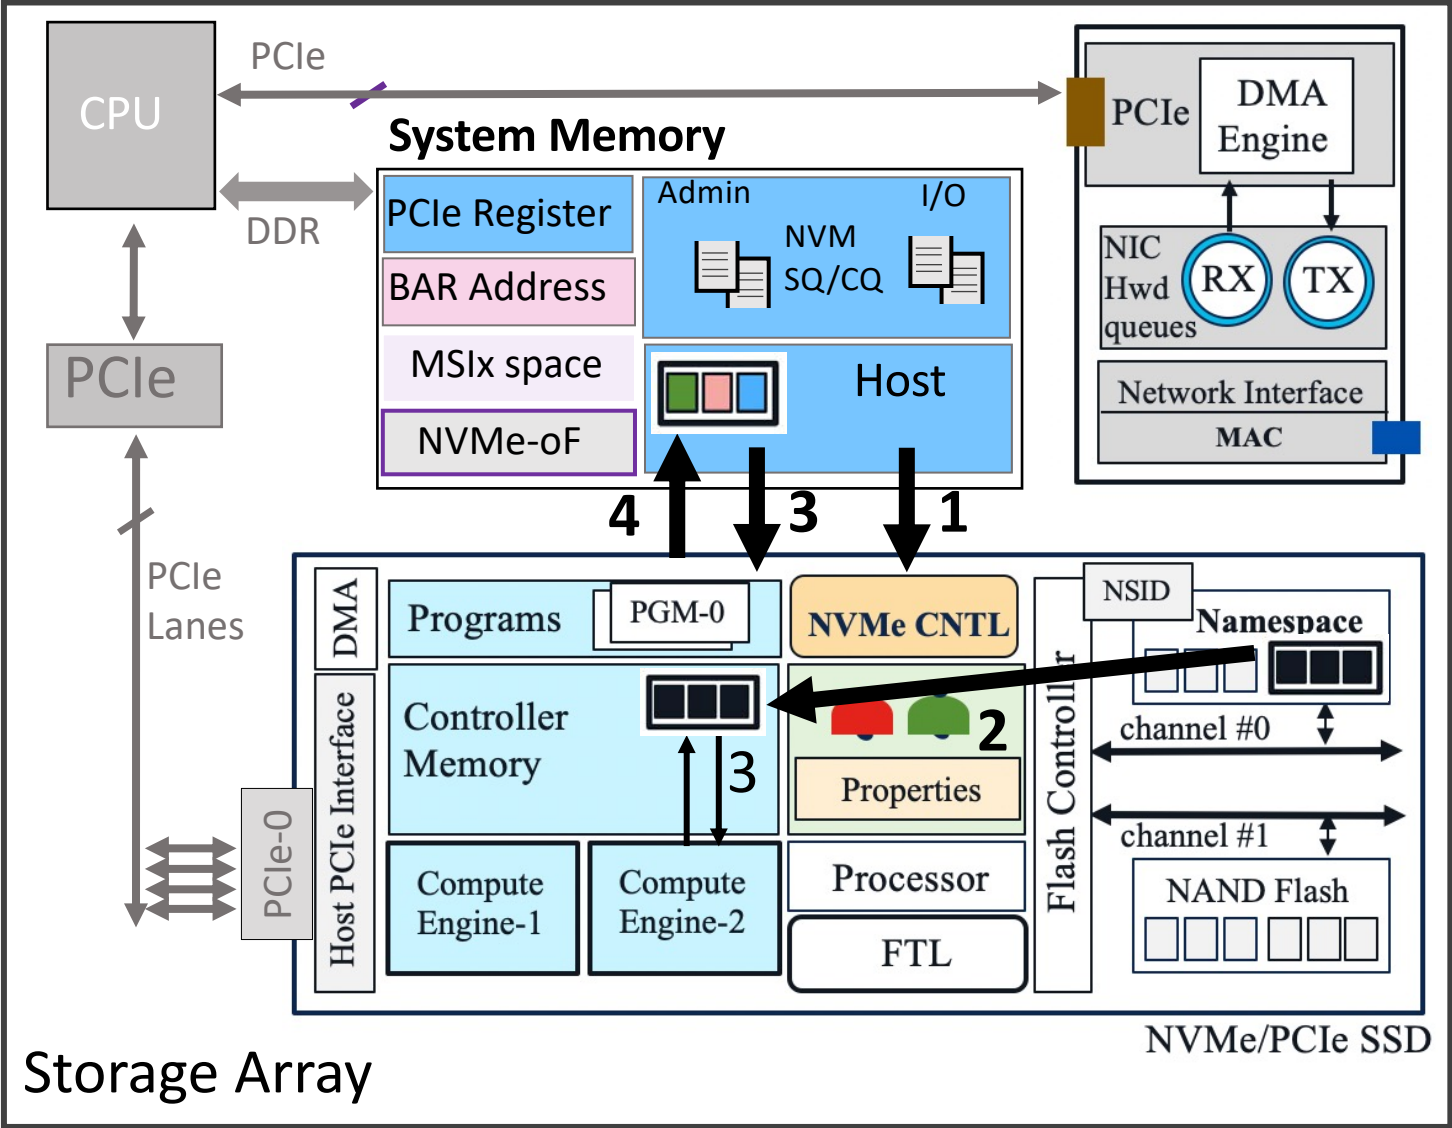 PCIe
CPU
System Memory
DDR
PCIe Register
BAR Address
MSIx space
NVMe-oF
Admin
I/O
NVM
SQ/CQ
Host
PCIe
DMA
Engine
NIC
Hwd
queues
RX
TX
Network Interface
MAC
PCIe
4
3
1
PCIe
Lanes
PCIe-0
DMA
Host PCIe Interface
Programs
PGM-0
Controller
Memory
3
Compute
Engine-1
Compute
Engine-2
NVMe CNTL
2
Properties
Processor
FTL
Flash Controller
NSID
Namespace
channel #0
channel #1
NAND Flash
NVMe/PCIe SSD
Storage Array